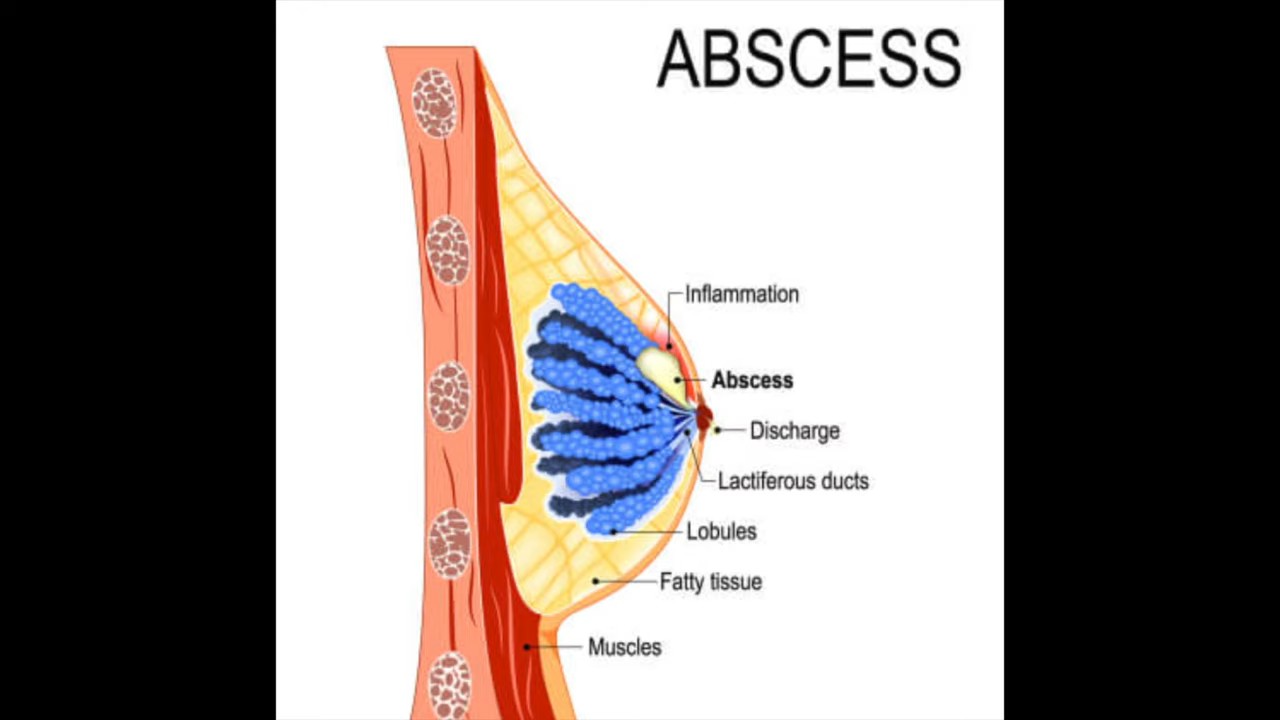 ABSCESS
Inflammation
Abscess
Discharge
Lactiferous ducts
Lobules
Fatty tissue
Muscles